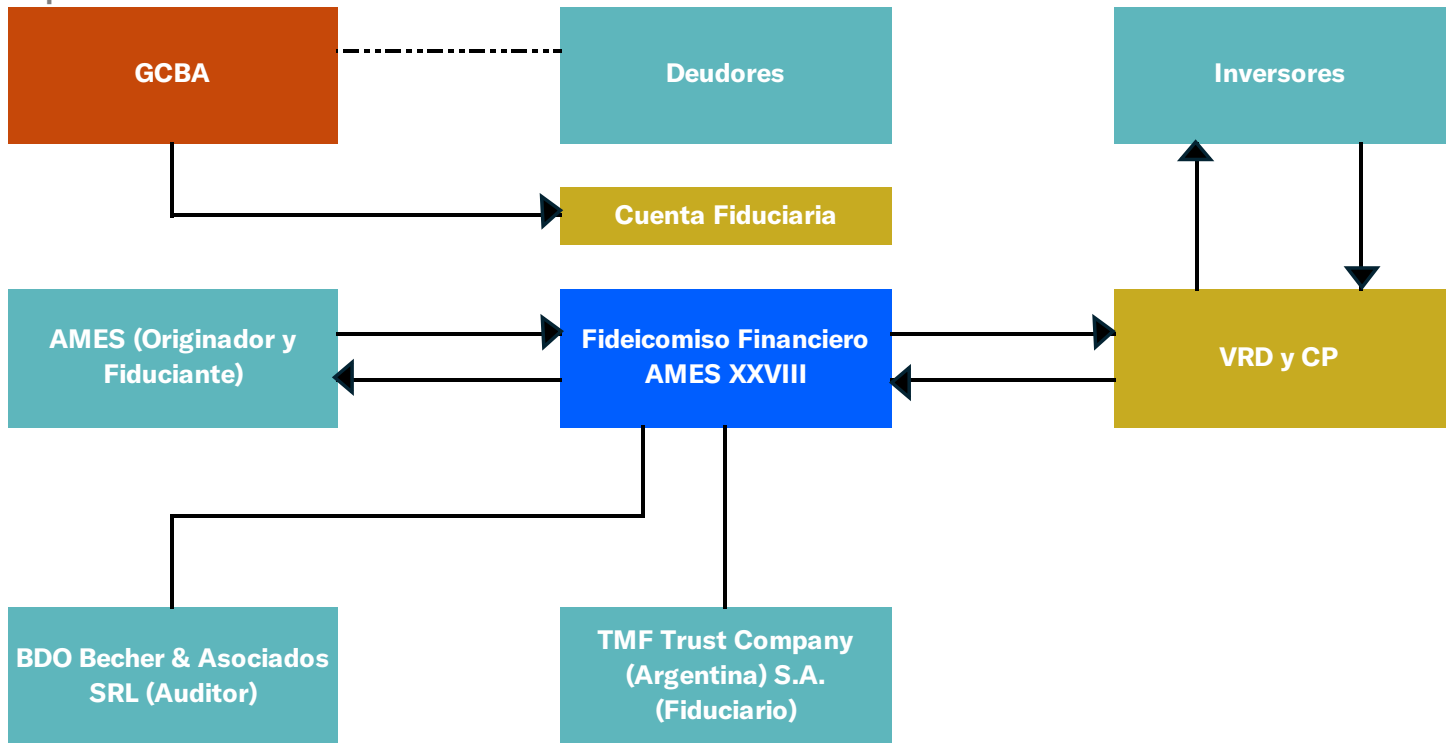 GCBA
Deudores
Inversores
Cuenta Fiduciaria
AMES (Originador y
Fiduciante)
Fideicomiso Financiero
AMES XXVIII
VRD y CP
BDO Becher & Asociados
SRL (Auditor)
TMF Trust Company
(Argentina) S.A.
(Fiduciario)